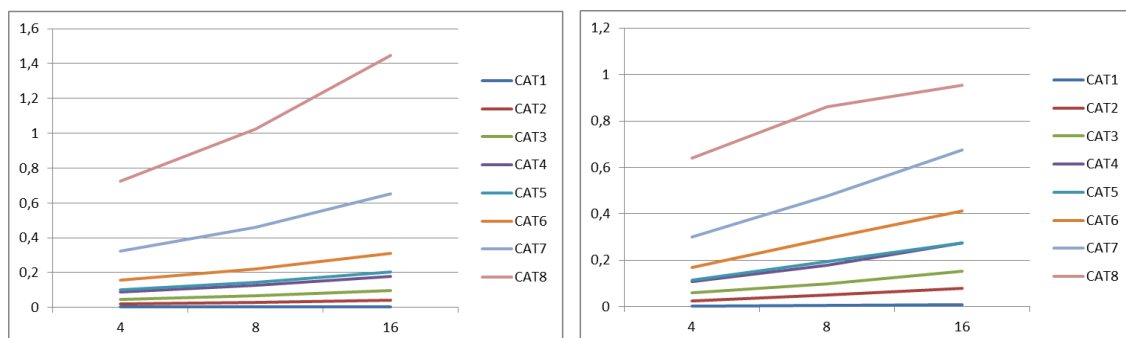 1,6
1,4
1,2
1
0,8
0,6
0,4
0,2
0
4 8 16
CAT1
CAT2
CAT3
CAT4
CAT5
CAT6
CAT7
CAT8
1,2
1
0,8
0,6
0,4
0,2
0
4 8 16
CAT1
CAT2
CAT3
CAT4
CAT5
CAT6
CAT7
CAT8